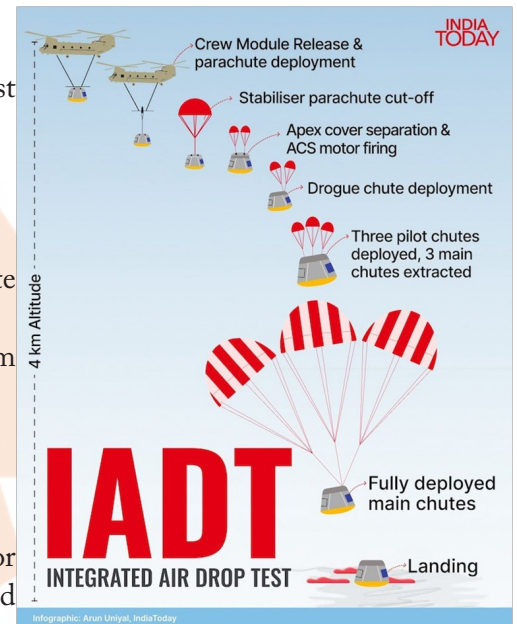 INDIA
TODAY
Crew Module Release &
parachute deployment
Stabiliser parachute cut-off
Apex cover separation &
ACS motor firing
Drogue chute deployment
Three pilot chutes
deployed, 3 main
chutes extracted
4 km Altitude
Fully deployed
main chutes
IADT
INTEGRATED AIR DROP TEST
Landing
Infographic: Arun Uniyal, IndiaToday